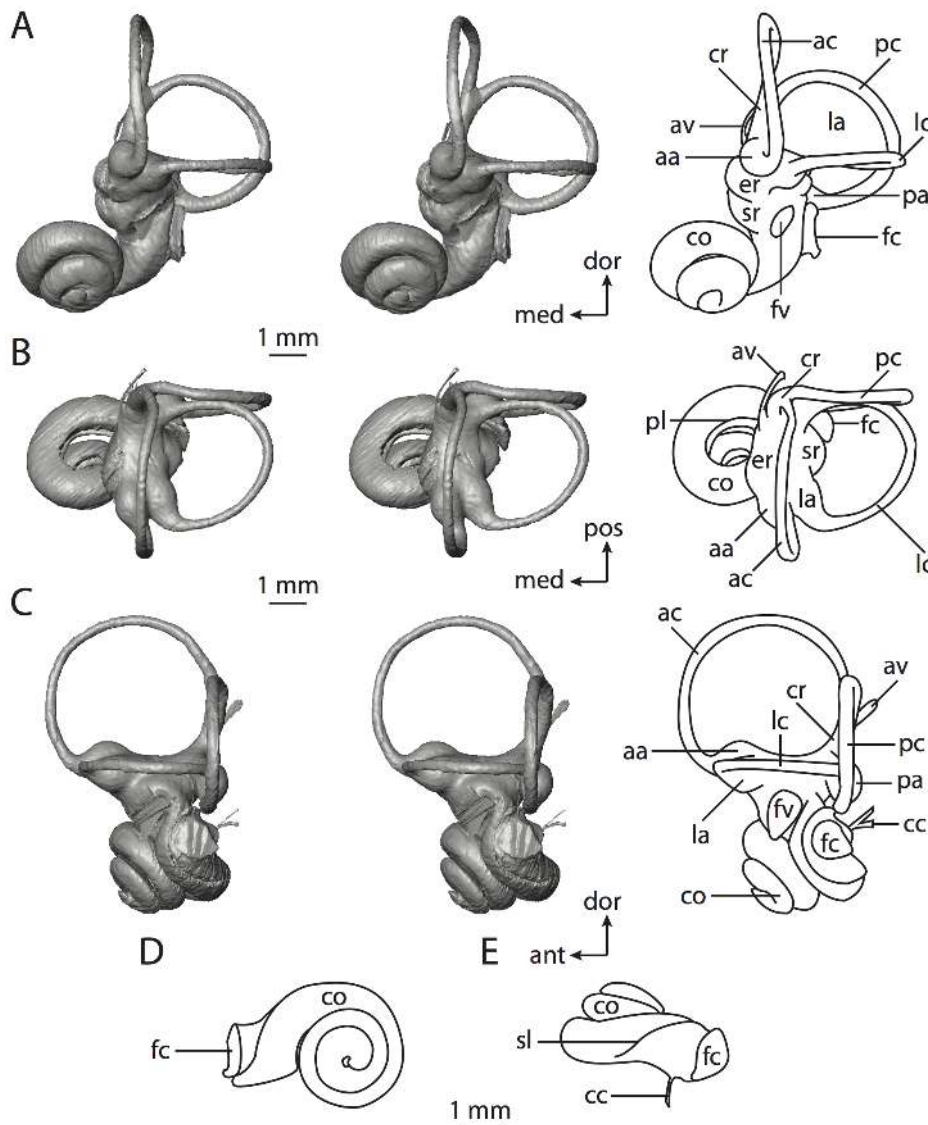 A
ac
pc
cr
av
la
lc
aa
er
pa
sr
co
fc
dor
med
fv
1 mm
B
av
cr
pc
pl
fc
er
sr
co
la
pos
aa
lc
med
ac
1 mm
C
ac
av
cr
lc
aa
pc
pa
la
fv
cc
fc
co
dor
D
E
ant
co
co
fc
sl
fc
cc
1 mm